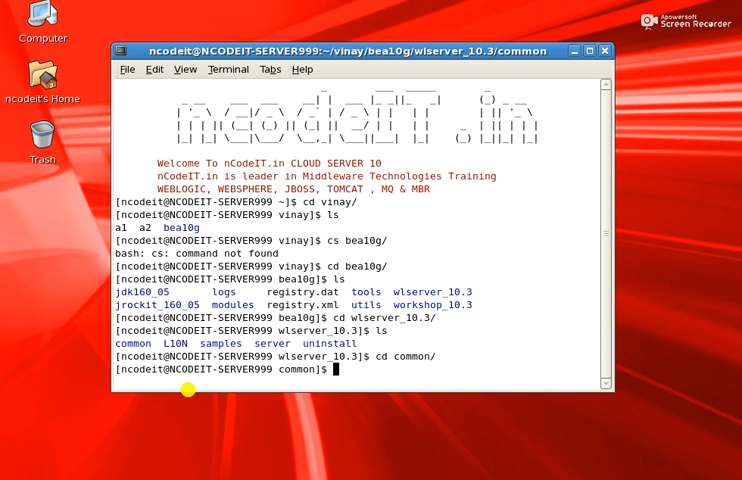 Computer
ncodeit's Home
Trash
Apowersoft
Screen Recorder
ncodeit@NCODEIT-SERVER999:~/vinay/bea10g/wlserver_10.3/common
File Edit View Terminal Tabs Help
Welcome To nCodeIT.in CLOUD SERVER 10
nCodeIT.in is leader in Middleware Technologies Training
WEBLOGIC, WEBSPHERE, JBOSS, TOMCAT , MQ & MBR
[ncodeit@NCODEIT-SERVER999 ~]$ cd vinay/
[ncodeit@NCODEIT-SERVER999 vinay]$ ls
a1 a2 bea10g
[ncodeit@NCODEIT-SERVER999 vinay]$ cs bea10g/
bash: cs: command not found
[ncodeit@NCODEIT-SERVER999 vinay]$ cd bea10g/
[ncodeit@NCODEIT-SERVER999 bea10g]$ ls
jdk160_05 logs registry.dat tools wlserver_10.3
jrockit_160_05 modules registry.xml utils workshop_10.3
[ncodeit@NCODEIT-SERVER999 bea10g]$ cd wlserver_10.3/
[ncodeit@NCODEIT-SERVER999 wlserver_10.3]$ ls
common L10N samples server uninstall
[ncodeit@NCODEIT-SERVER999 wlserver_10.3]$ cd common/
[ncodeit@NCODEIT-SERVER999 common]$